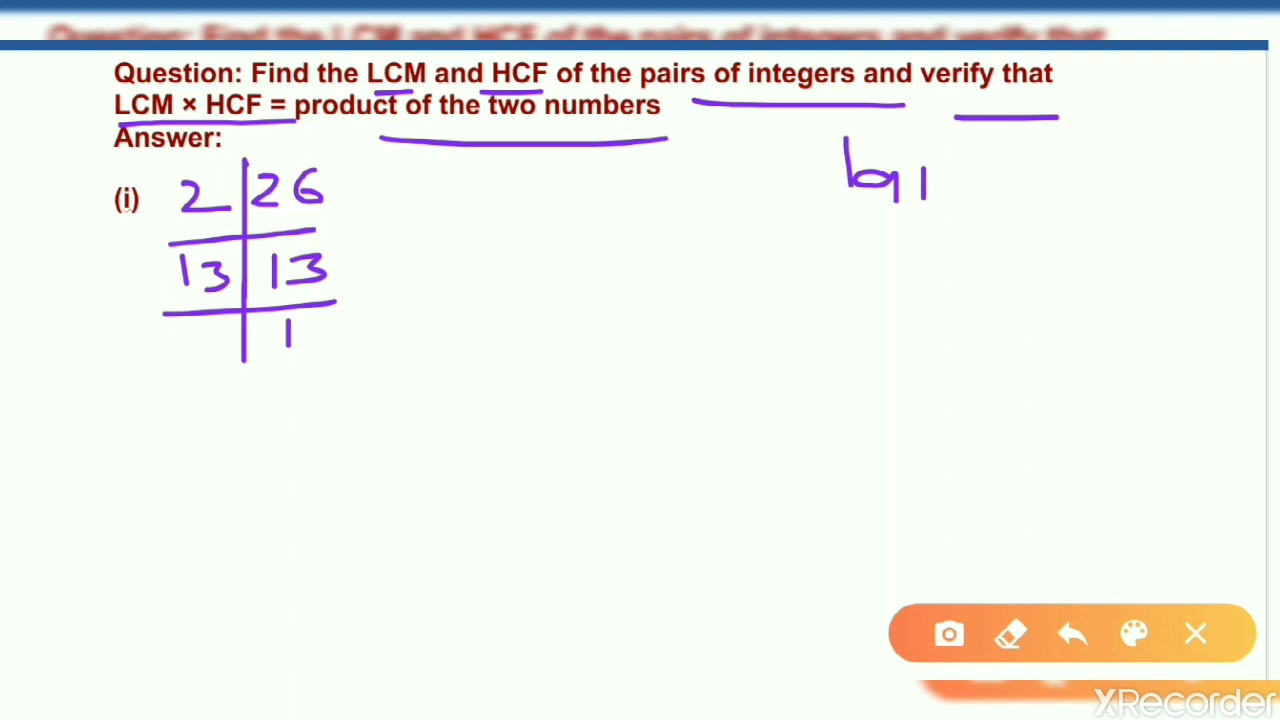 Question: Find the LCM and HCF of the pairs of integers and verify that
LCM × HCF = product of the two numbers
Answer:
(i)
2 26
13 13
1
XRecorder